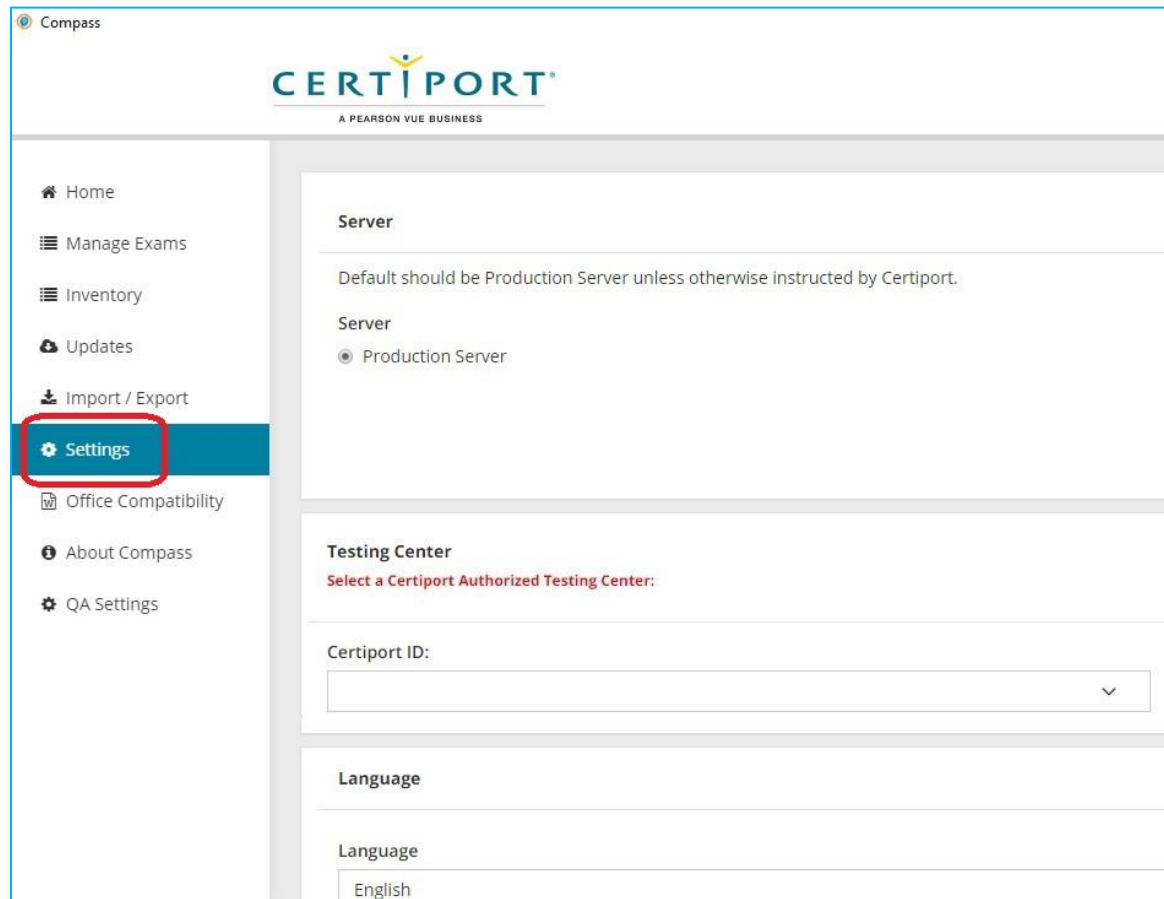 Compass
CERTIPORT®
A PEARSON VUE BUSINESS
Home
Manage Exams
Inventory
Updates
Import / Export
Settings
Office Compatibility
About Compass
QA Settings
Server
Default should be Production Server unless otherwise instructed by Certiport.
Server
Production Server
Testing Center
Select a Certiport Authorized Testing Center:
Certiport ID:
Language
Language
English